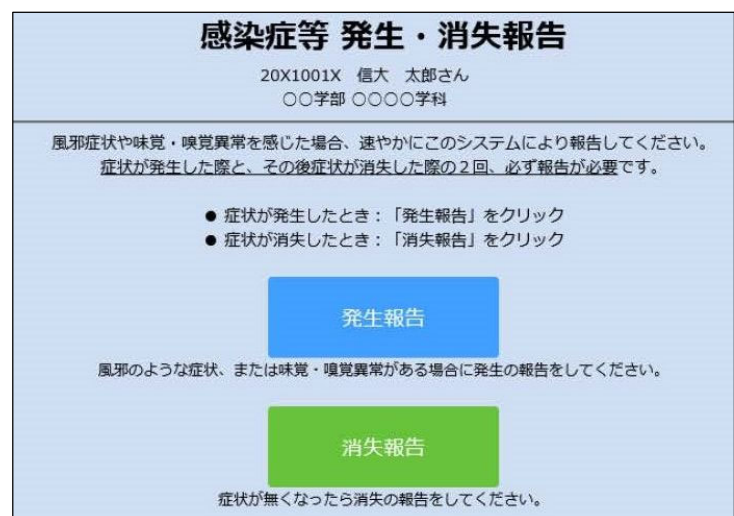 感染症等 発生・消失報告
20X1001X 信大 太郎さん
○○学部 ○○○○学科
風邪症状や味覚・嗅覚異常を感じた場合、速やかにこのシステムにより報告してください。
症状が発生した際と、その後症状が消失した際の２回、必ず報告が必要です。
● 症状が発生したとき：「発生報告」をクリック
● 症状が消失したとき：「消失報告」をクリック
発生報告
風邪のような症状、または味覚・嗅覚異常がある場合に発生の報告をしてください。
消失報告
症状が無くなったら消失の報告をしてください。